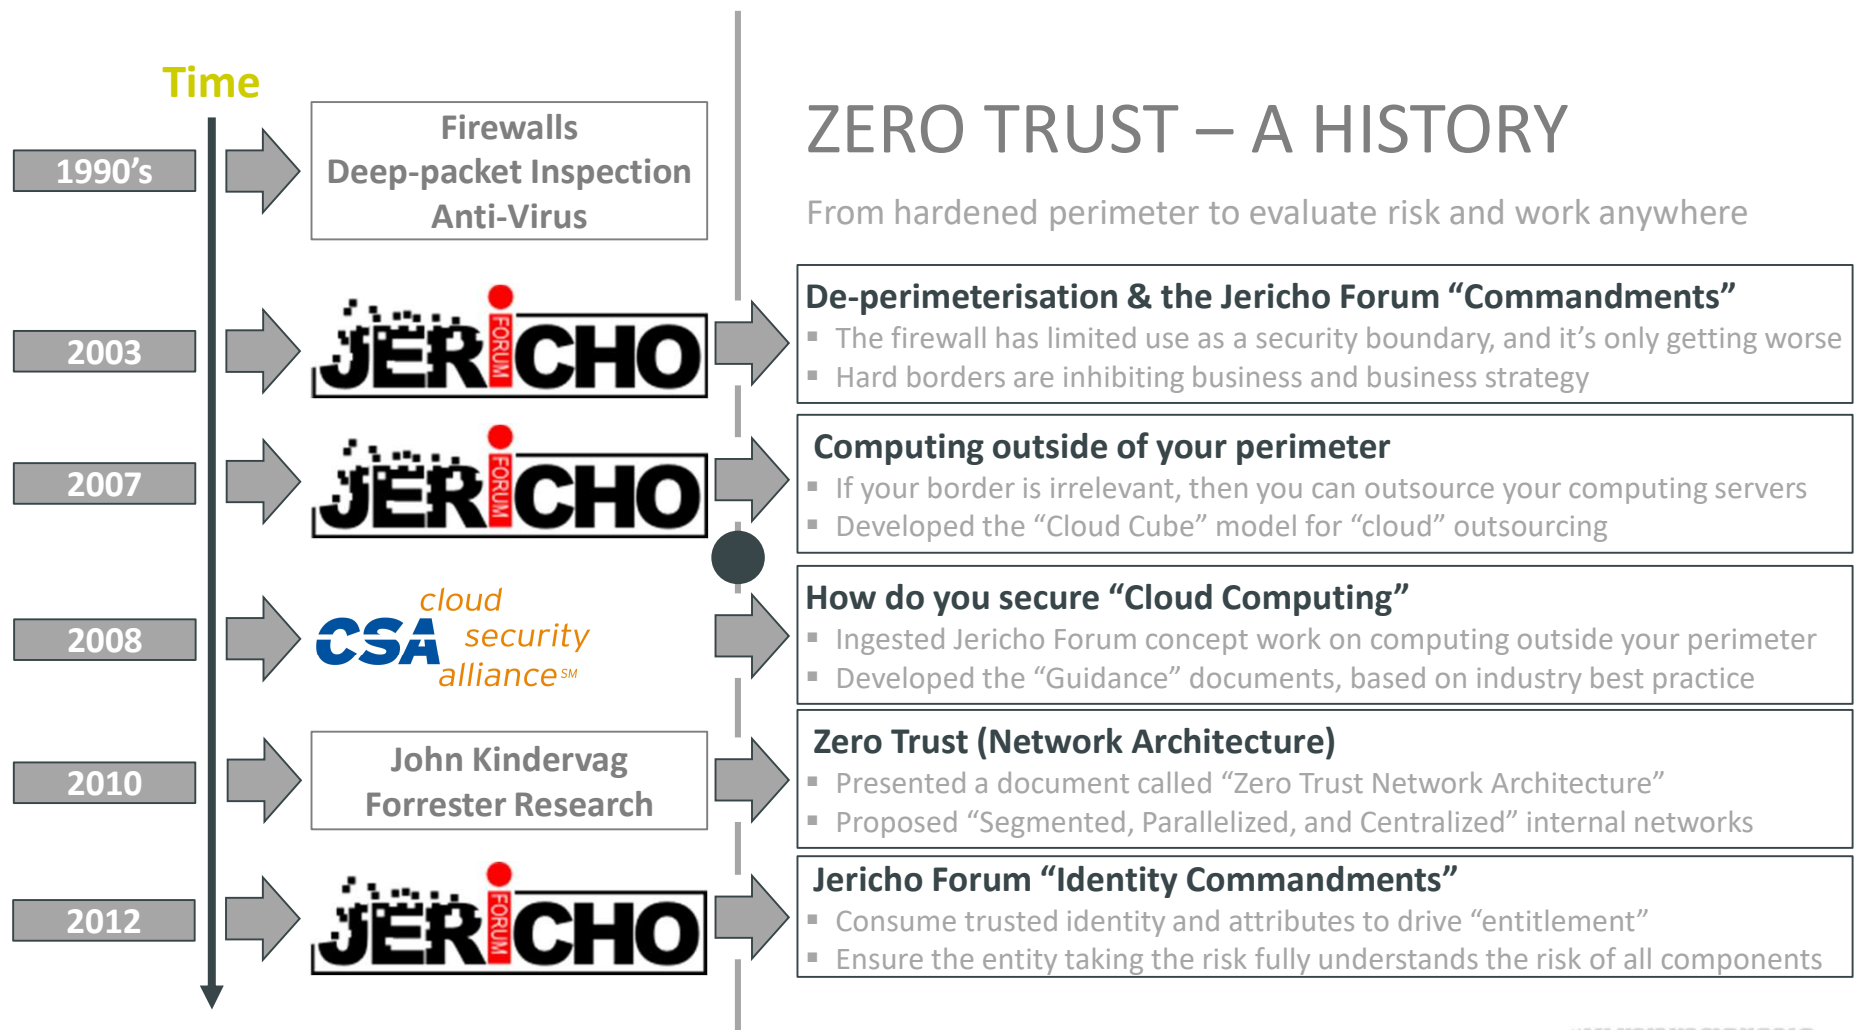 Time
ZERO TRUST – A HISTORY
From hardened perimeter to evaluate risk and work anywhere
1990’s
Firewalls
Deep-packet Inspection
Anti-Virus
2003
JERiCHO
FORUM
De-perimeterisation & the Jericho Forum “Commandments”
▪ The firewall has limited use as a security boundary, and it’s only getting worse
▪ Hard borders are inhibiting business and business strategy
2007
JERiCHO
FORUM
Computing outside of your perimeter
▪ If your border is irrelevant, then you can outsource your computing servers
▪ Developed the “Cloud Cube” model for “cloud” outsourcing
2008
CSA
cloud
security
alliance℠
How do you secure “Cloud Computing”
▪ Ingested Jericho Forum concept work on computing outside your perimeter
▪ Developed the “Guidance” documents, based on industry best practice
2010
John Kindervag
Forrester Research
Zero Trust (Network Architecture)
▪ Presented a document called “Zero Trust Network Architecture”
▪ Proposed “Segmented, Parallelized, and Centralized” internal networks
2012
JERiCHO
FORUM
Jericho Forum “Identity Commandments”
▪ Consume trusted identity and attributes to drive “entitlement”
▪ Ensure the entity taking the risk fully understands the risk of all components